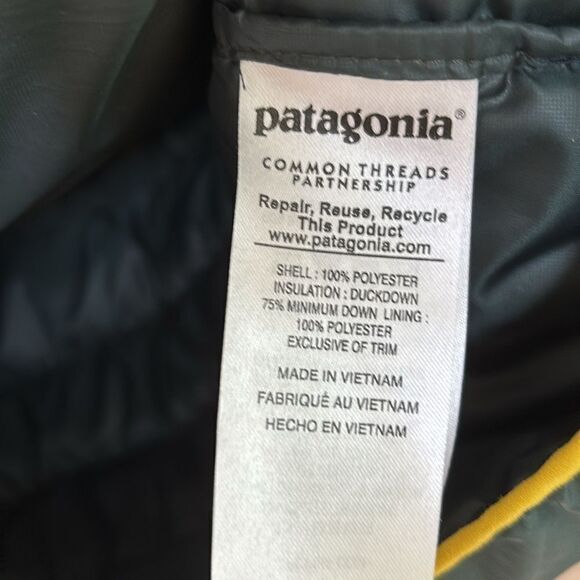 patagonia®
COMMON THREADS
PARTNERSHIP
Repair, Reuse, Recycle
This Product
www.patagonia.com
SHELL : 100% POLYESTER
INSULATION : DUCKDOWN
75% MINIMUM DOWN LINING :
100% POLYESTER
EXCLUSIVE OF TRIM
MADE IN VIETNAM
FABRIQUÉ AU VIETNAM
HECHO EN VIETNAM